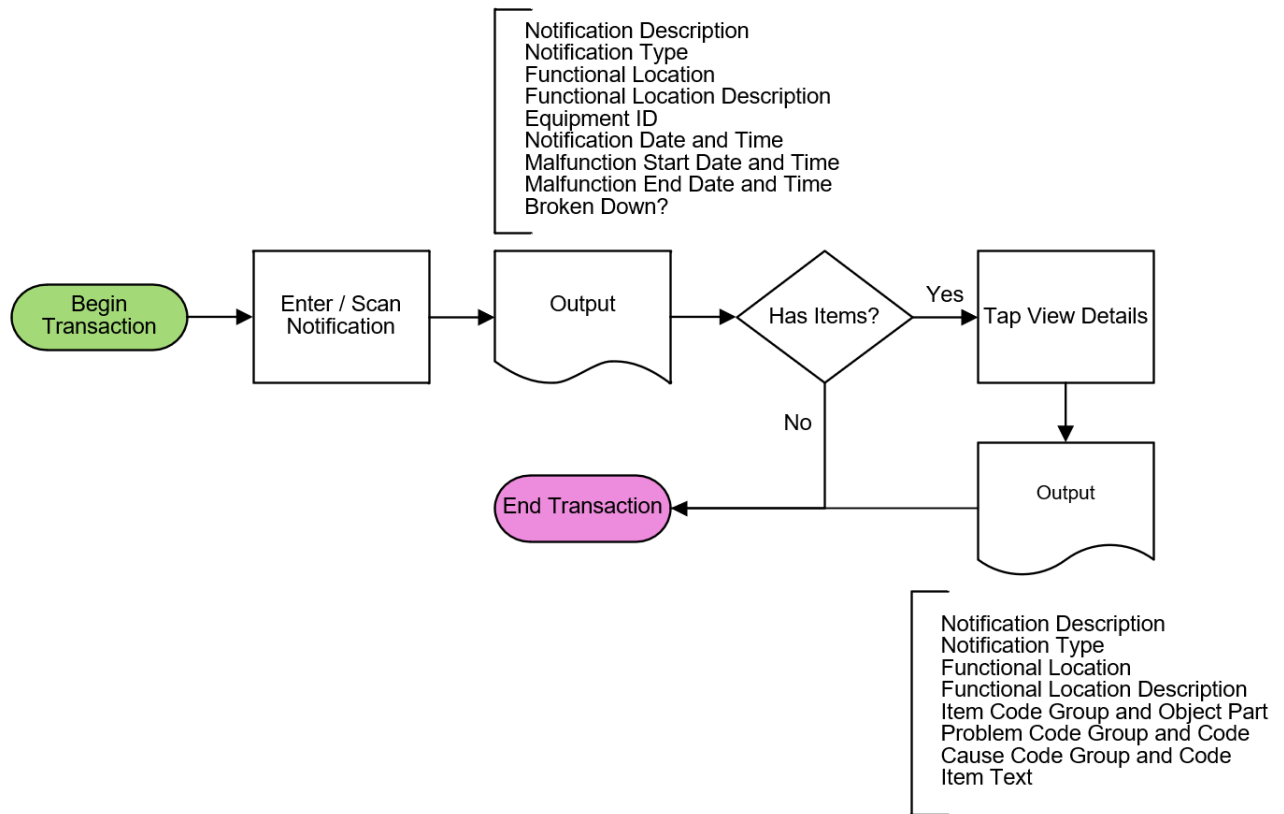 Notification Description
Notification Type
Functional Location
Functional Location Description
Equipment ID
Notification Date and Time
Malfunction Start Date and Time
Malfunction End Date and Time
Broken Down?
Begin
Transaction
Enter / Scan
Notification
Output
Has Items?
Yes
Tap View Details
No
End Transaction
Output
Notification Description
Notification Type
Functional Location
Functional Location Description
Item Code Group and Object Part
Problem Code Group and Code
Cause Code Group and Code
Item Text